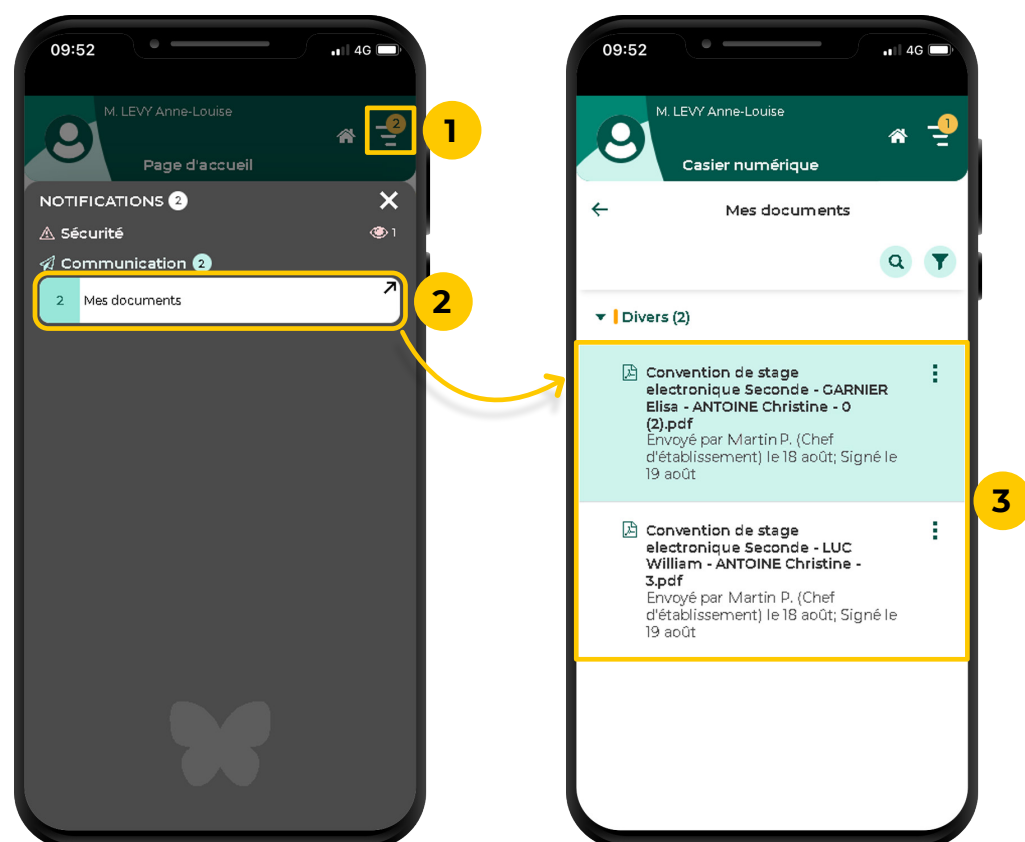 09:52
4G
M. LEVY Anne-Louise
2
Page d'accueil
1
NOTIFICATIONS 2
Sécurité
1
Communication 2
2 Mes documents
2
09:52
4G
M. LEVY Anne-Louise
1
Casier numérique
Mes documents
Divers (2)
Convention de stage
electronique Seconde - GARNIER
Elisa - ANTOINE Christine - 0
(2).pdf
Envoyé par Martin P. (Chef
d'établissement) le 18 août; Signé le
19 août
Convention de stage
electronique Seconde - LUC
William - ANTOINE Christine -
3.pdf
Envoyé par Martin P. (Chef
d'établissement) le 18 août; Signé le
19 août
3